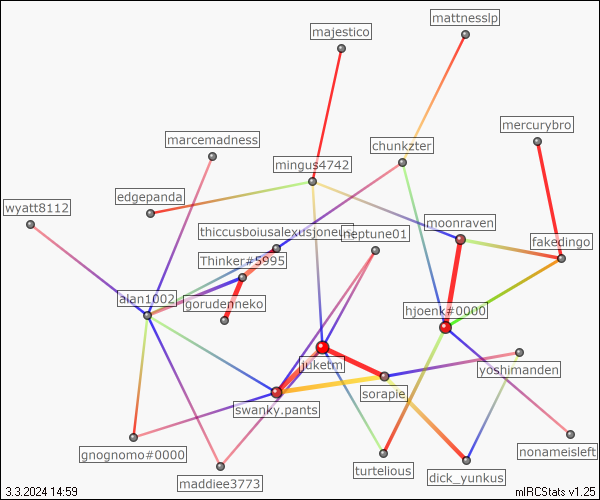 mattnesslp
majestico
mercurybro
marcemadness
chunkzter
mingus4742
edgepanda
wyatt8112
moonraven
thiccusboiusalexusjoneu
neptune01
fakedingo
Thinker#5995
alan1002
gorudenneko
hjoenk#0000
juketm
yoshimanden
sorapie
swanky.pants
gnognomo#0000
nonameisleft
turtelious
dick_yunkus
maddiee3773
3.3.2024 14:59
mIRCStats v1.25